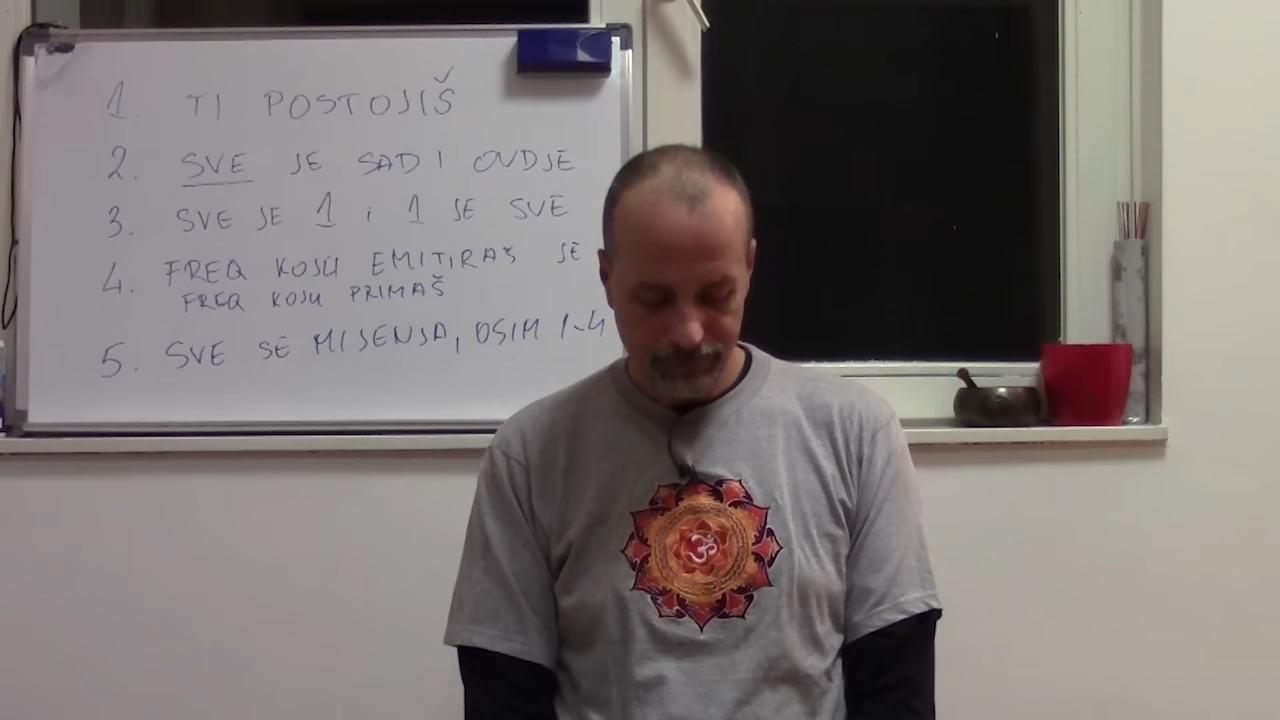 1. TI POSTOJIŠ
2. SVE JE SAD I OVDJE
3. SVE JE 1 i 1 JE SVE
4. FREQ KOJU EMITIRAŠ JE
FREQ KOJU PRIMAŠ
5. SVE SE MIJENJA, OSIM 1-4
ॐ